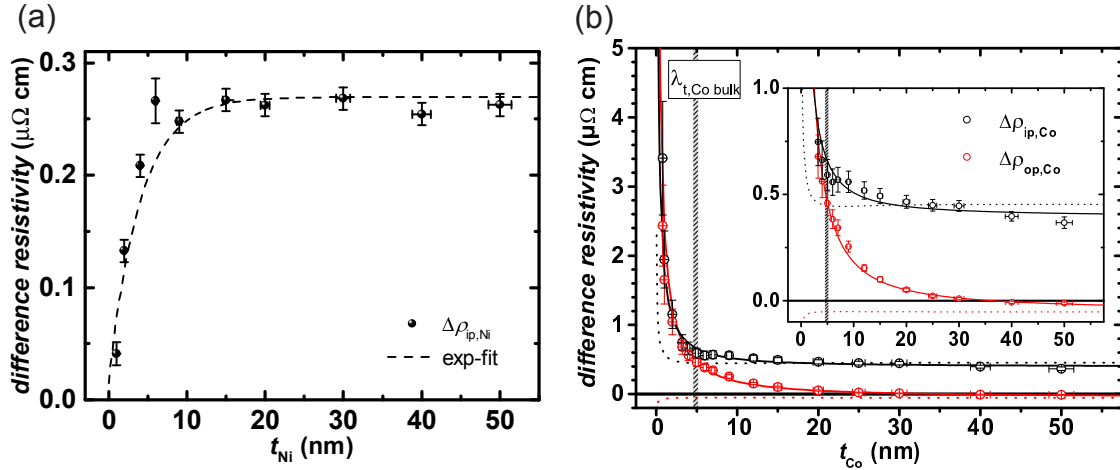 (a)
0.3
0.2
0.1
0.0
difference resistivity (μΩ cm)
Δρip,Ni
exp-fit
0 10 20 30 40 50
tNi (nm)
(b)
5
4
3
2
1
0
difference resistivity (μΩ cm)
λt,Co bulk
1.0
0.5
0.0
Δρip,Co
Δρop,Co
0 10 20 30 40 50
0 10 20 30 40 50
tCo (nm)